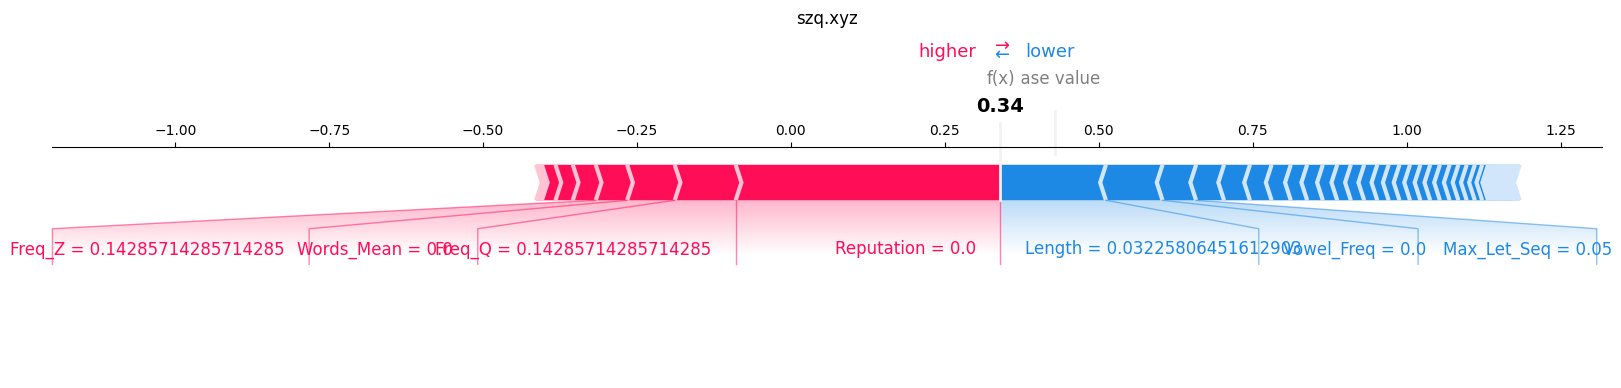 szq.xyz
higher ⇄ lower
f(x) ase value
0.34
−1.00 −0.75 −0.50 −0.25 0.00 0.25 0.50 0.75 1.00 1.25
Freq_Z = 0.14285714285714285 Words_Mean = 0.0 Freq_Q = 0.14285714285714285 Reputation = 0.0 Length = 0.03225806451612903 Vowel_Freq = 0.0 Max_Let_Seq = 0.05